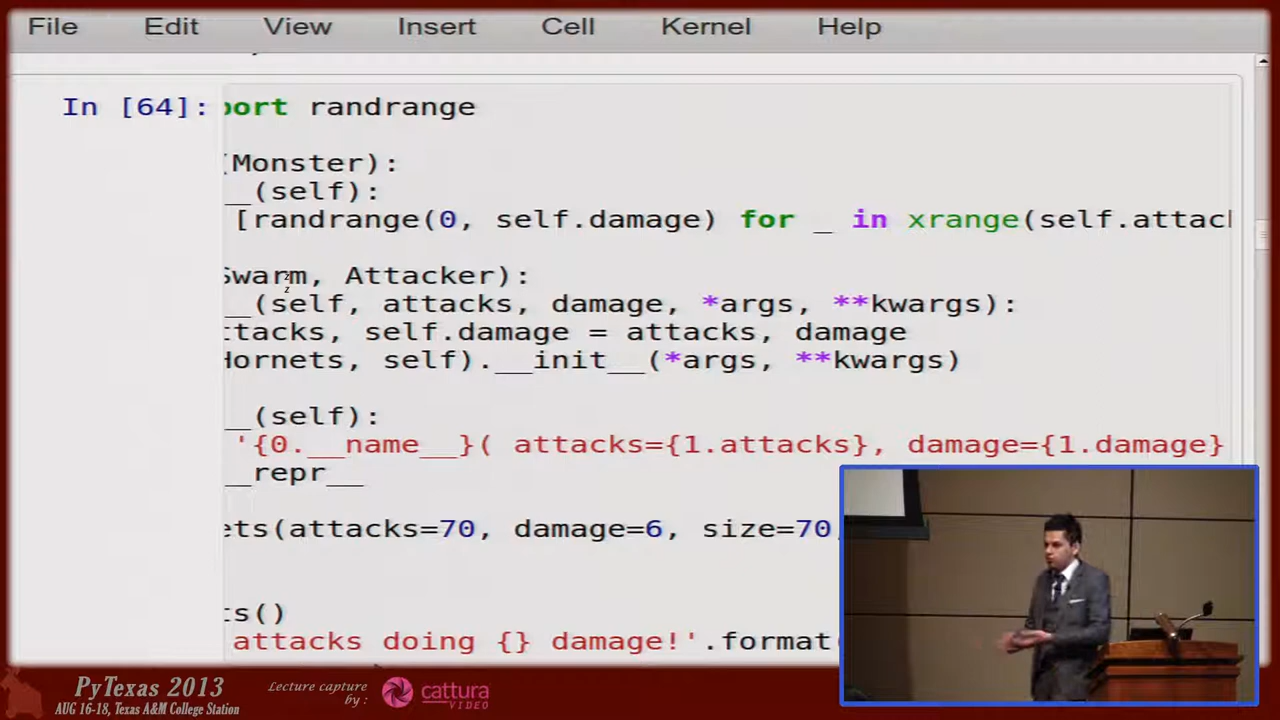 File Edit View Insert Cell Kernel Help
In [64]: port randrange
(Monster):
__(self):
[randrange(0, self.damage) for _ in xrange(self.attac
Swarm, Attacker):
__(self, attacks, damage, *args, **kwargs):
ttacks, self.damage = attacks, damage
Hornets, self).__init__(*args, **kwargs)
__(self):
'{0.__name__}( attacks={1.attacks}, damage={1.damage}
__repr__
ets(attacks=70, damage=6, size=70,
ts()
attacks doing {} damage!'.format(
PyTexas 2013
AUG 16-18, Texas A&M College Station
Lecture capture
by :
cattura
VIDEO